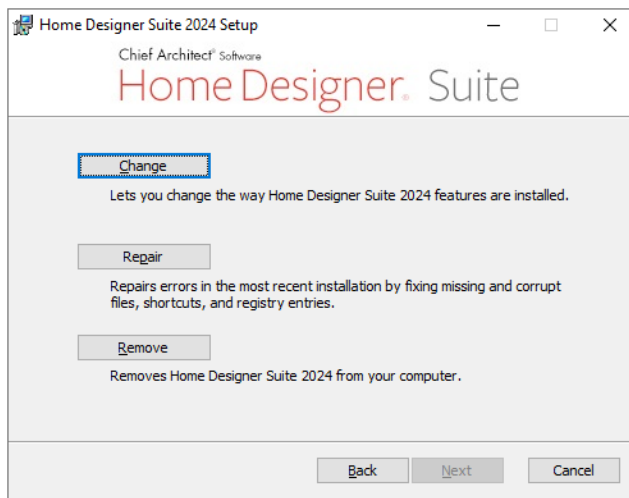 Home Designer Suite 2024 Setup
Chief Architect® Software
Home Designer® Suite
Change
Lets you change the way Home Designer Suite 2024 features are installed.
Repair
Repairs errors in the most recent installation by fixing missing and corrupt
files, shortcuts, and registry entries.
Remove
Removes Home Designer Suite 2024 from your computer.
Back Next Cancel